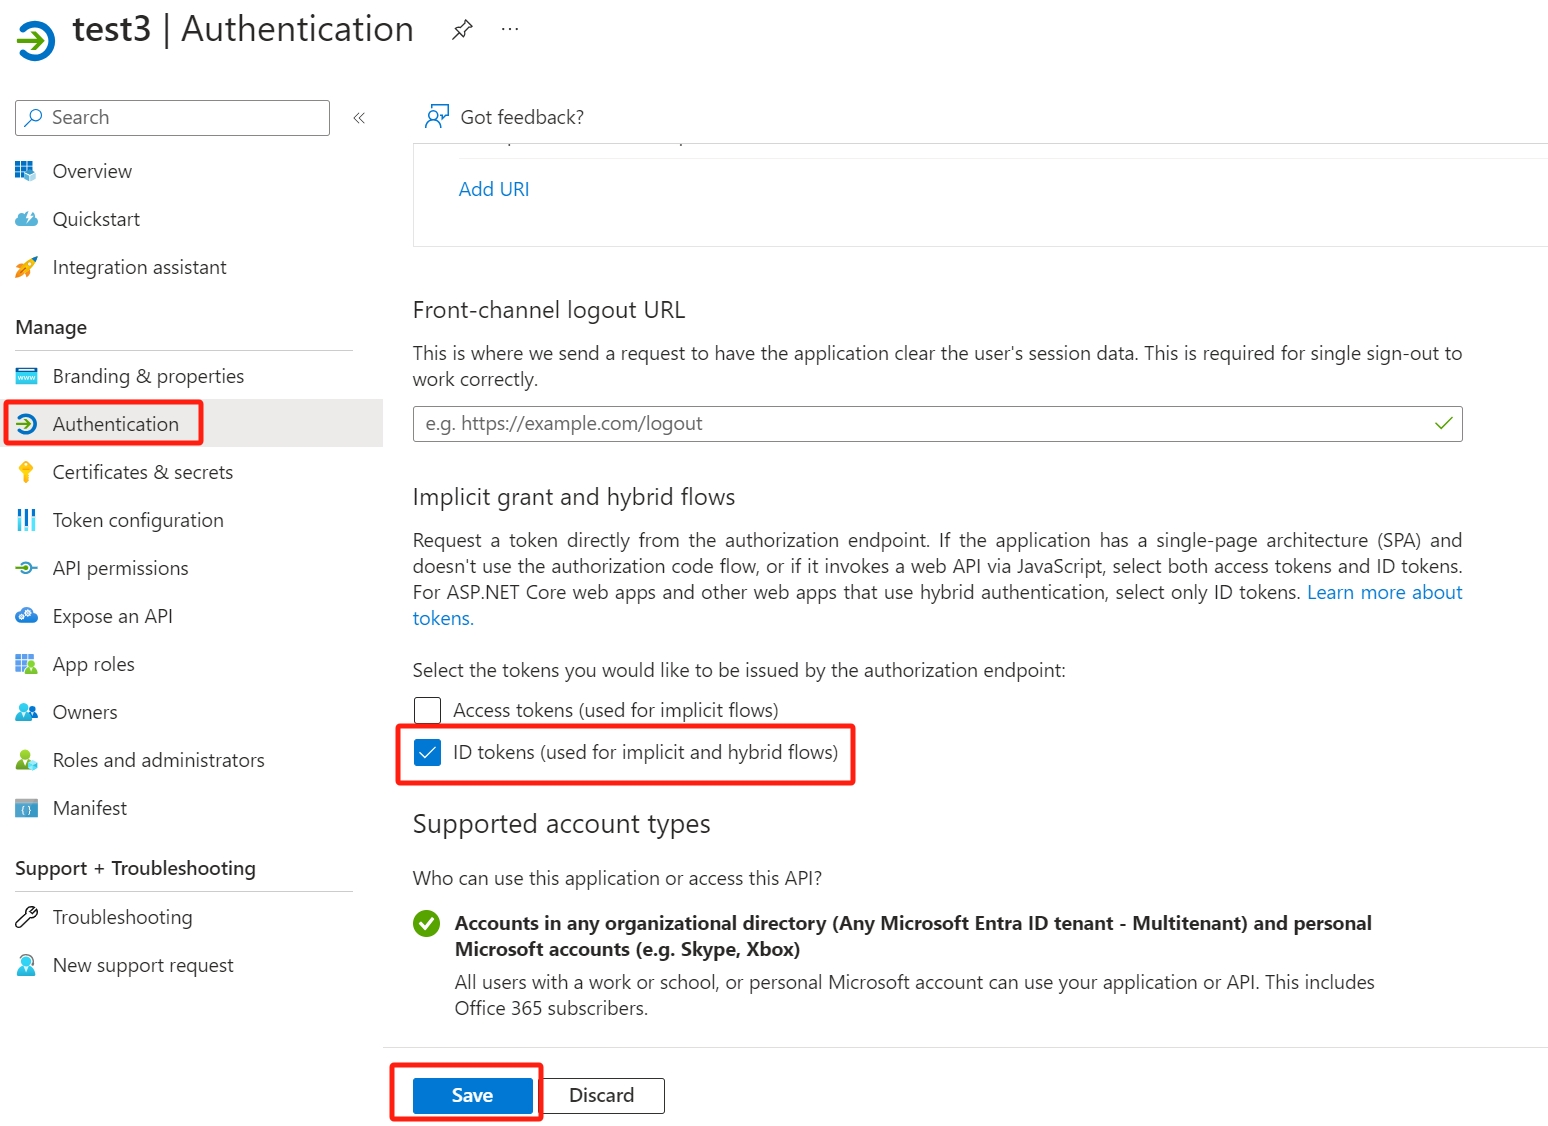 test3 | Authentication
Search
Got feedback?
Overview
Quickstart
Integration assistant
Manage
Branding & properties
Authentication
Certificates & secrets
Token configuration
API permissions
Expose an API
App roles
Owners
Roles and administrators
Manifest
Support + Troubleshooting
Troubleshooting
New support request
Add URI
Front-channel logout URL
This is where we send a request to have the application clear the user's session data. This is required for single sign-out to
work correctly.
e.g. https://example.com/logout
Implicit grant and hybrid flows
Request a token directly from the authorization endpoint. If the application has a single-page architecture (SPA) and
doesn't use the authorization code flow, or if it invokes a web API via JavaScript, select both access tokens and ID tokens.
For ASP.NET Core web apps and other web apps that use hybrid authentication, select only ID tokens. Learn more about
tokens.
Select the tokens you would like to be issued by the authorization endpoint:
Access tokens (used for implicit flows)
ID tokens (used for implicit and hybrid flows)
Supported account types
Who can use this application or access this API?
Accounts in any organizational directory (Any Microsoft Entra ID tenant - Multitenant) and personal
Microsoft accounts (e.g. Skype, Xbox)
All users with a work or school, or personal Microsoft account can use your application or API. This includes
Office 365 subscribers.
Save
Discard